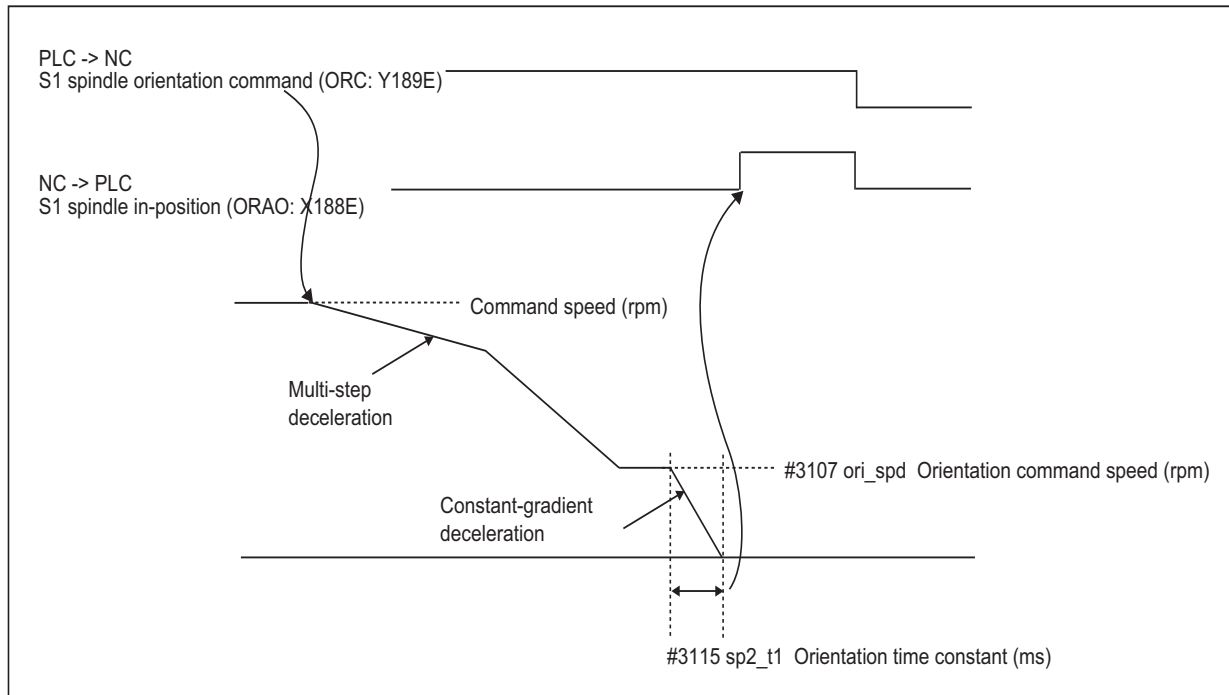 PLC -> NC
S1 spindle orientation command (ORC: Y189E)
NC -> PLC
S1 spindle in-position (ORAO: X188E)
Command speed (rpm)
Multi-step
deceleration
#3107 ori_spd Orientation command speed (rpm)
Constant-gradient
deceleration
#3115 sp2_t1 Orientation time constant (ms)